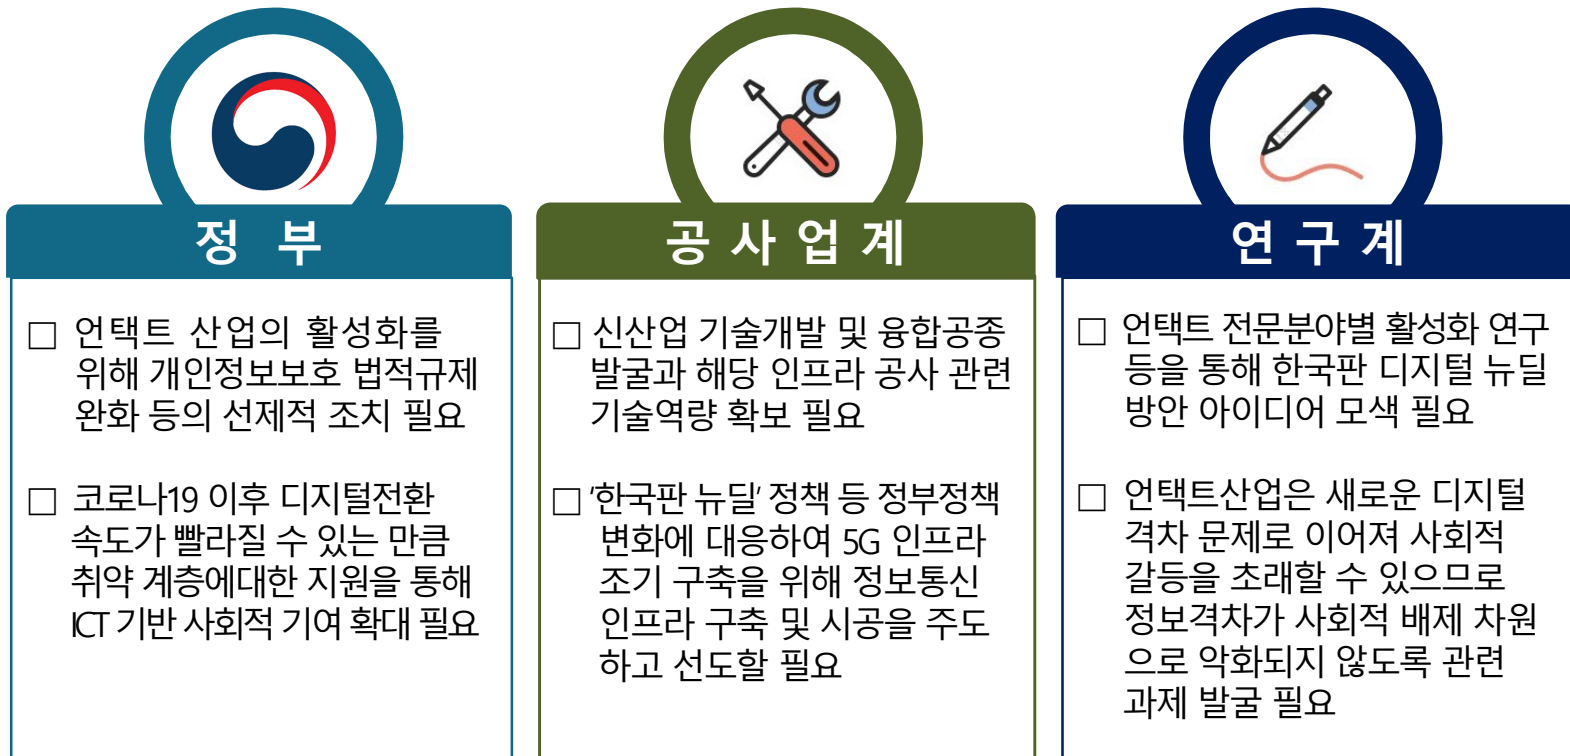 정 부
□ 언택트 산업의 활성화를
위해 개인정보보호 법적규제
완화 등의 선제적 조치 필요
□ 코로나19 이후 디지털전환
속도가 빨라질 수 있는 만큼
취약 계층에대한 지원을 통해
ICT 기반 사회적 기여 확대 필요
공 사 업 계
□ 신산업 기술개발 및 융합공종
발굴과 해당 인프라 공사 관련
기술역량 확보 필요
□ '한국판 뉴딜' 정책 등 정부정책
변화에 대응하여 5G 인프라
조기 구축을 위해 정보통신
인프라 구축 및 시공을 주도
하고 선도할 필요
연 구 계
□ 언택트 전문분야별 활성화 연구
등을 통해 한국판 디지털 뉴딜
방안 아이디어 모색 필요
□ 언택트산업은 새로운 디지털
격차 문제로 이어져 사회적
갈등을 초래할 수 있으므로
정보격차가 사회적 배제 차원
으로 악화되지 않도록 관련
과제 발굴 필요